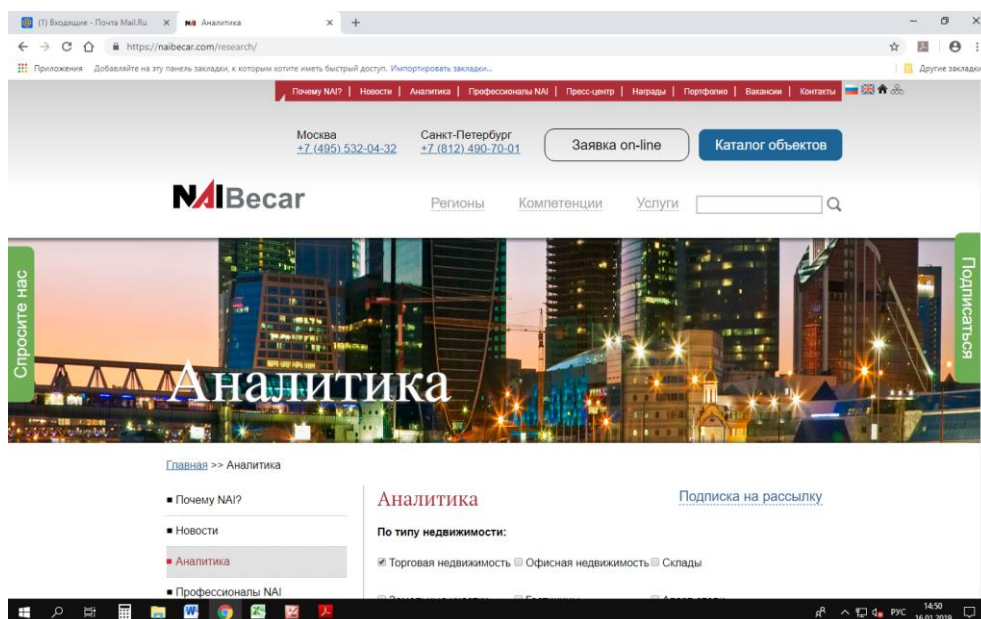 (1) Входящие - Почта Mail.Ru
NAI Аналитика
https://naibecar.com/research/
Приложения Добавляйте на эту панель закладки, к которым хотите иметь быстрый доступ. Импортировать закладки...
Другие закладки
Почему NAI? | Новости | Аналитика | Профессионалы NAI | Пресс-центр | Награды | Портфолио | Вакансии | Контакты
Москва
+7 (495) 532-04-32
Санкт-Петербург
+7 (812) 490-70-01
Заявка on-line
Каталог объектов
NAIBecar
Регионы Компетенции Услуги
Спросите нас
Подписаться
Аналитика
Главная >> Аналитика
Почему NAI?
Новости
Аналитика
Профессионалы NAI
Аналитика
Подписка на рассылку
По типу недвижимости:
Торговая недвижимость Офисная недвижимость Склады
РУС
14:50
16.01.2019